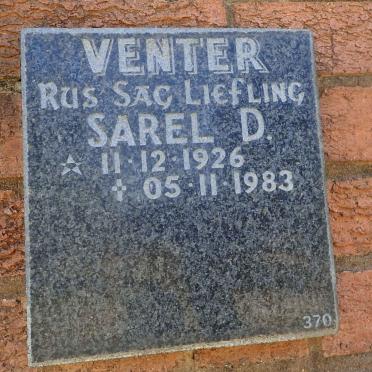 VENTER
RUS SAG LIEFLING
SAREL D.
☆ 11·12·1926
✝ 05·11·1983
370